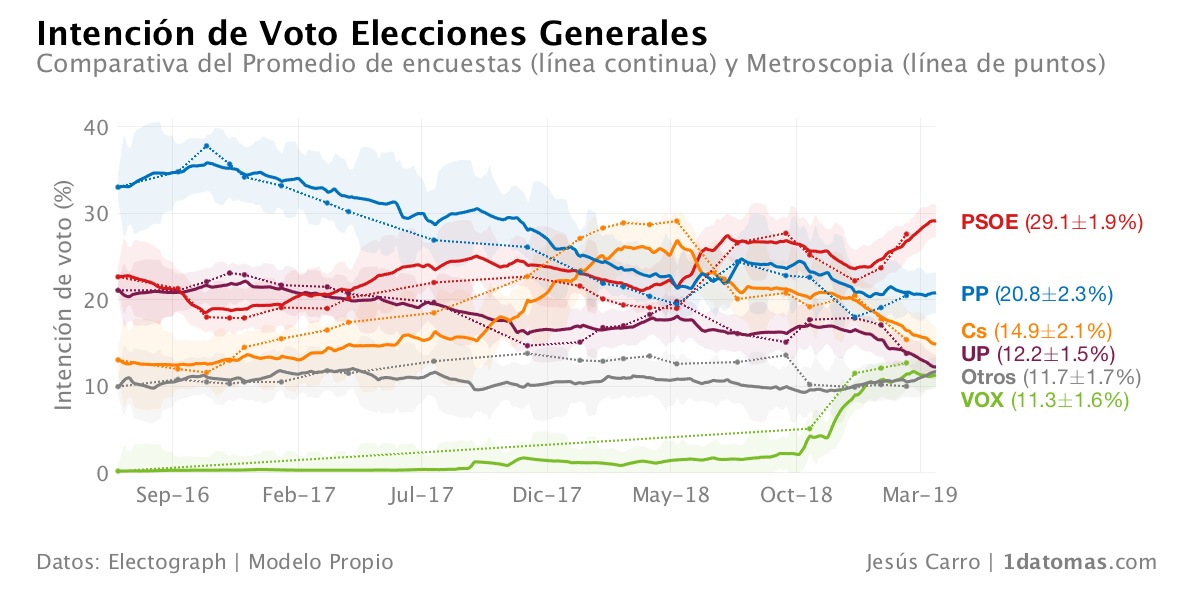 Intención de Voto Elecciones Generales
Comparativa del Promedio de encuestas (línea continua) y Metroscopia (línea de puntos)
Intención de voto (%)
40
30
20
10
0
Sep–16 Feb–17 Jul–17 Dic–17 May–18 Oct–18 Mar–19
PSOE (29.1±1.9%)
PP (20.8±2.3%)
Cs (14.9±2.1%)
UP (12.2±1.5%)
Otros (11.7±1.7%)
VOX (11.3±1.6%)
Datos: Electograph | Modelo Propio
Jesús Carro | 1datomas.com